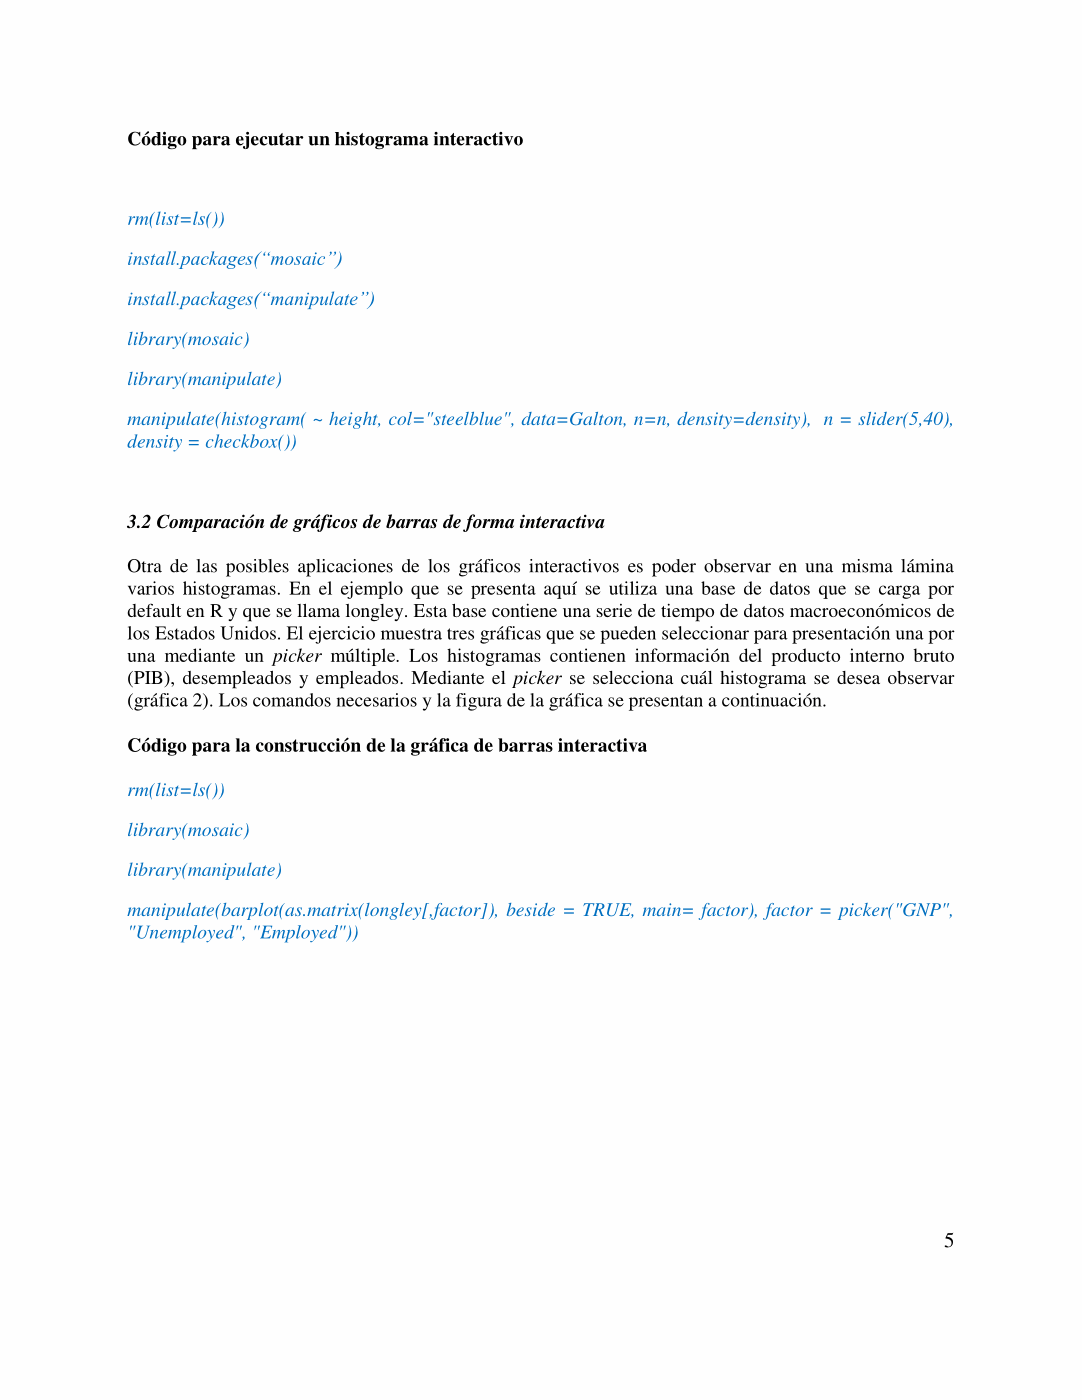 Código para ejecutar un histograma interactivo
rm(list=ls())
install.packages(“mosaic”)
install.packages(“manipulate”)
library(mosaic)
library(manipulate)
manipulate(histogram( ~ height, col="steelblue", data=Galton, n=n, density=density),  n = slider(5,40),
density = checkbox())
3.2 Comparación de gráficos de barras de forma interactiva
Otra de las posibles aplicaciones de los gráficos interactivos es poder observar en una misma lámina
varios histogramas. En el ejemplo que se presenta aquí se utiliza una base de datos que se carga por
default en R y que se llama longley. Esta base contiene una serie de tiempo de datos macroeconómicos de
los Estados Unidos. El ejercicio muestra tres gráficas que se pueden seleccionar para presentación una por
una mediante un picker múltiple. Los histogramas contienen información del producto interno bruto
(PIB), desempleados y empleados. Mediante el picker se selecciona cuál histograma se desea observar
(gráfica 2). Los comandos necesarios y la figura de la gráfica se presentan a continuación.
Código para la construcción de la gráfica de barras interactiva
rm(list=ls())
library(mosaic)
library(manipulate)
manipulate(barplot(as.matrix(longley[,factor]), beside = TRUE, main= factor), factor = picker("GNP",
"Unemployed", "Employed"))
5